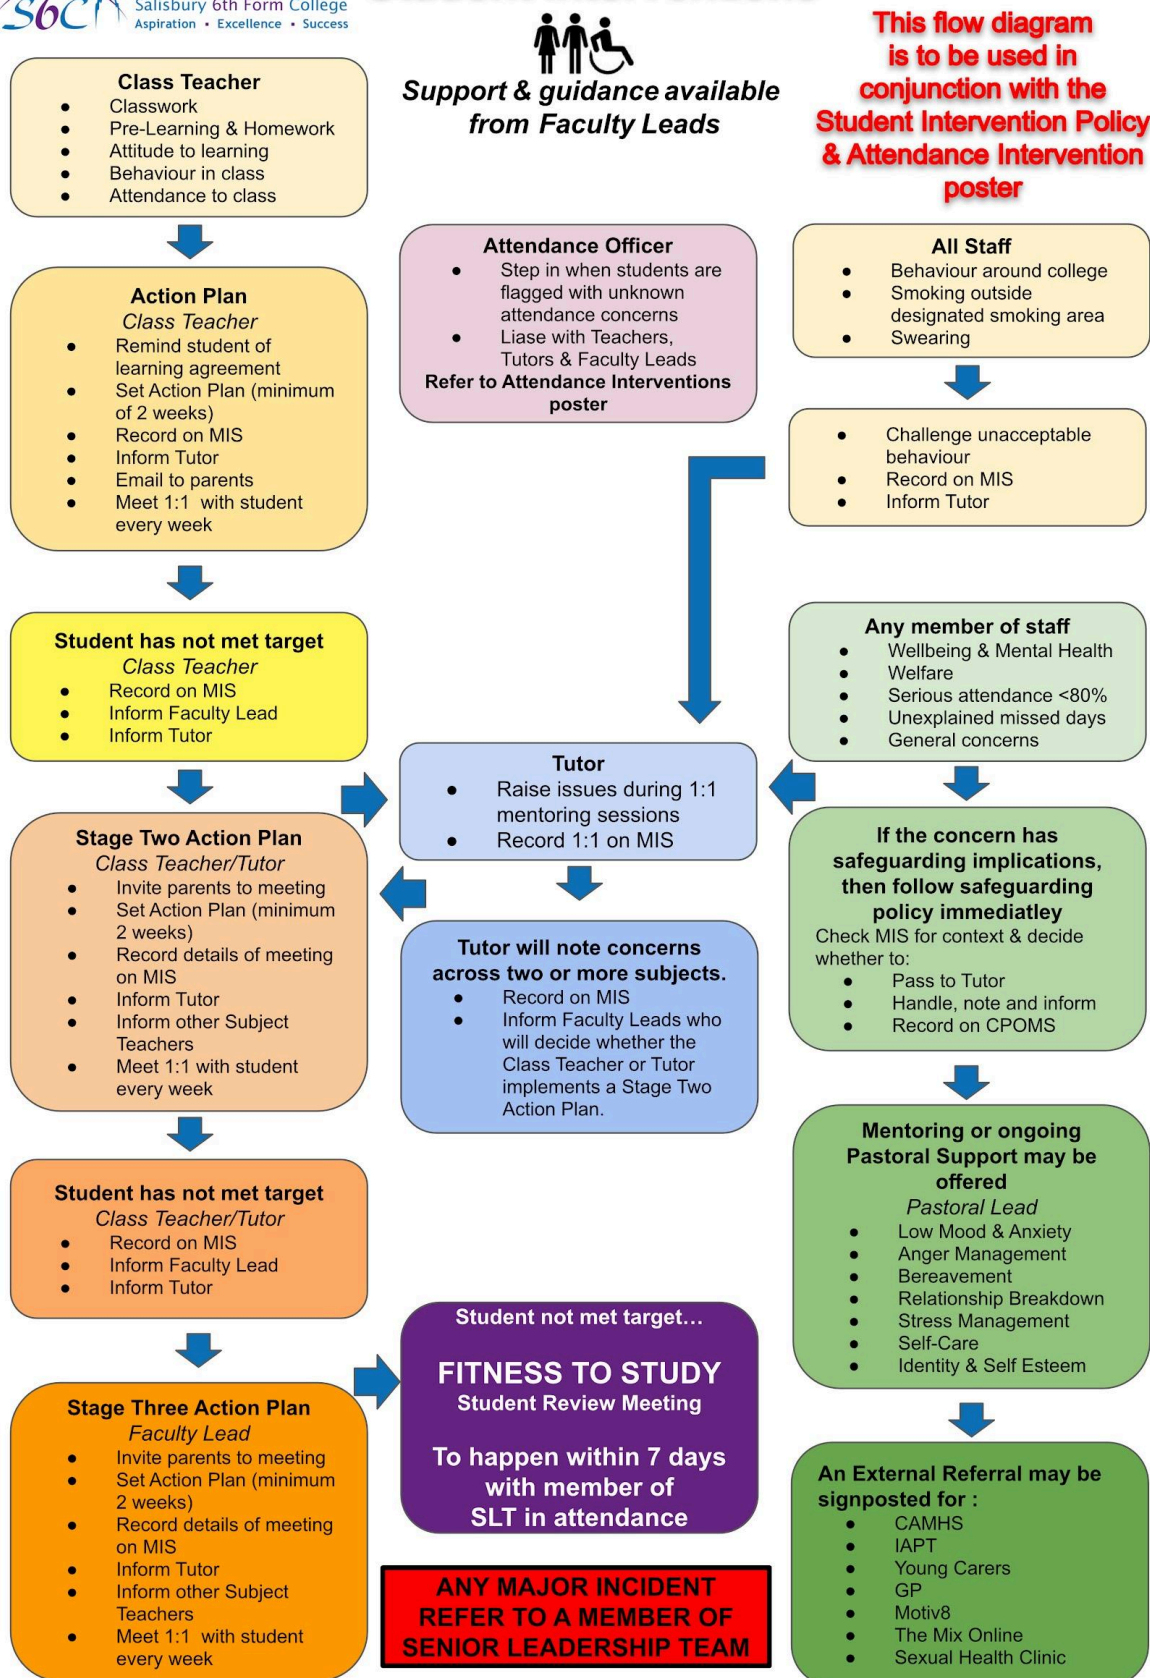 S6C
Salisbury 6th Form College
Aspiration • Excellence • Success
Support & guidance available
from Faculty Leads
This flow diagram
is to be used in
conjunction with the
Student Intervention Policy
& Attendance Intervention
poster
Class Teacher
● Classwork
● Pre-Learning & Homework
● Attitude to learning
● Behaviour in class
● Attendance to class
Action Plan
Class Teacher
● Remind student of
learning agreement
● Set Action Plan (minimum
of 2 weeks)
● Record on MIS
● Inform Tutor
● Email to parents
● Meet 1:1 with student
every week
Student has not met target
Class Teacher
● Record on MIS
● Inform Faculty Lead
● Inform Tutor
Stage Two Action Plan
Class Teacher/Tutor
● Invite parents to meeting
● Set Action Plan (minimum
2 weeks)
● Record details of meeting
on MIS
● Inform Tutor
● Inform other Subject
Teachers
● Meet 1:1 with student
every week
Student has not met target
Class Teacher/Tutor
● Record on MIS
● Inform Faculty Lead
● Inform Tutor
Stage Three Action Plan
Faculty Lead
● Invite parents to meeting
● Set Action Plan (minimum
2 weeks)
● Record details of meeting
on MIS
● Inform Tutor
● Inform other Subject
Teachers
● Meet 1:1 with student
every week
Attendance Officer
● Step in when students are
flagged with unknown
attendance concerns
● Liase with Teachers,
Tutors & Faculty Leads
Refer to Attendance Interventions
poster
Tutor
● Raise issues during 1:1
mentoring sessions
● Record 1:1 on MIS
Tutor will note concerns
across two or more subjects.
● Record on MIS
● Inform Faculty Leads who
will decide whether the
Class Teacher or Tutor
implements a Stage Two
Action Plan.
Student not met target…
FITNESS TO STUDY
Student Review Meeting
To happen within 7 days
with member of
SLT in attendance
ANY MAJOR INCIDENT
REFER TO A MEMBER OF
SENIOR LEADERSHIP TEAM
All Staff
● Behaviour around college
● Smoking outside
designated smoking area
● Swearing
● Challenge unacceptable
behaviour
● Record on MIS
● Inform Tutor
Any member of staff
● Wellbeing & Mental Health
● Welfare
● Serious attendance <80%
● Unexplained missed days
● General concerns
If the concern has
safeguarding implications,
then follow safeguarding
policy immediatley
Check MIS for context & decide
whether to:
● Pass to Tutor
● Handle, note and inform
● Record on CPOMS
Mentoring or ongoing
Pastoral Support may be
offered
Pastoral Lead
● Low Mood & Anxiety
● Anger Management
● Bereavement
● Relationship Breakdown
● Stress Management
● Self-Care
● Identity & Self Esteem
An External Referral may be
signposted for :
● CAMHS
● IAPT
● Young Carers
● GP
● Motiv8
● The Mix Online
● Sexual Health Clinic